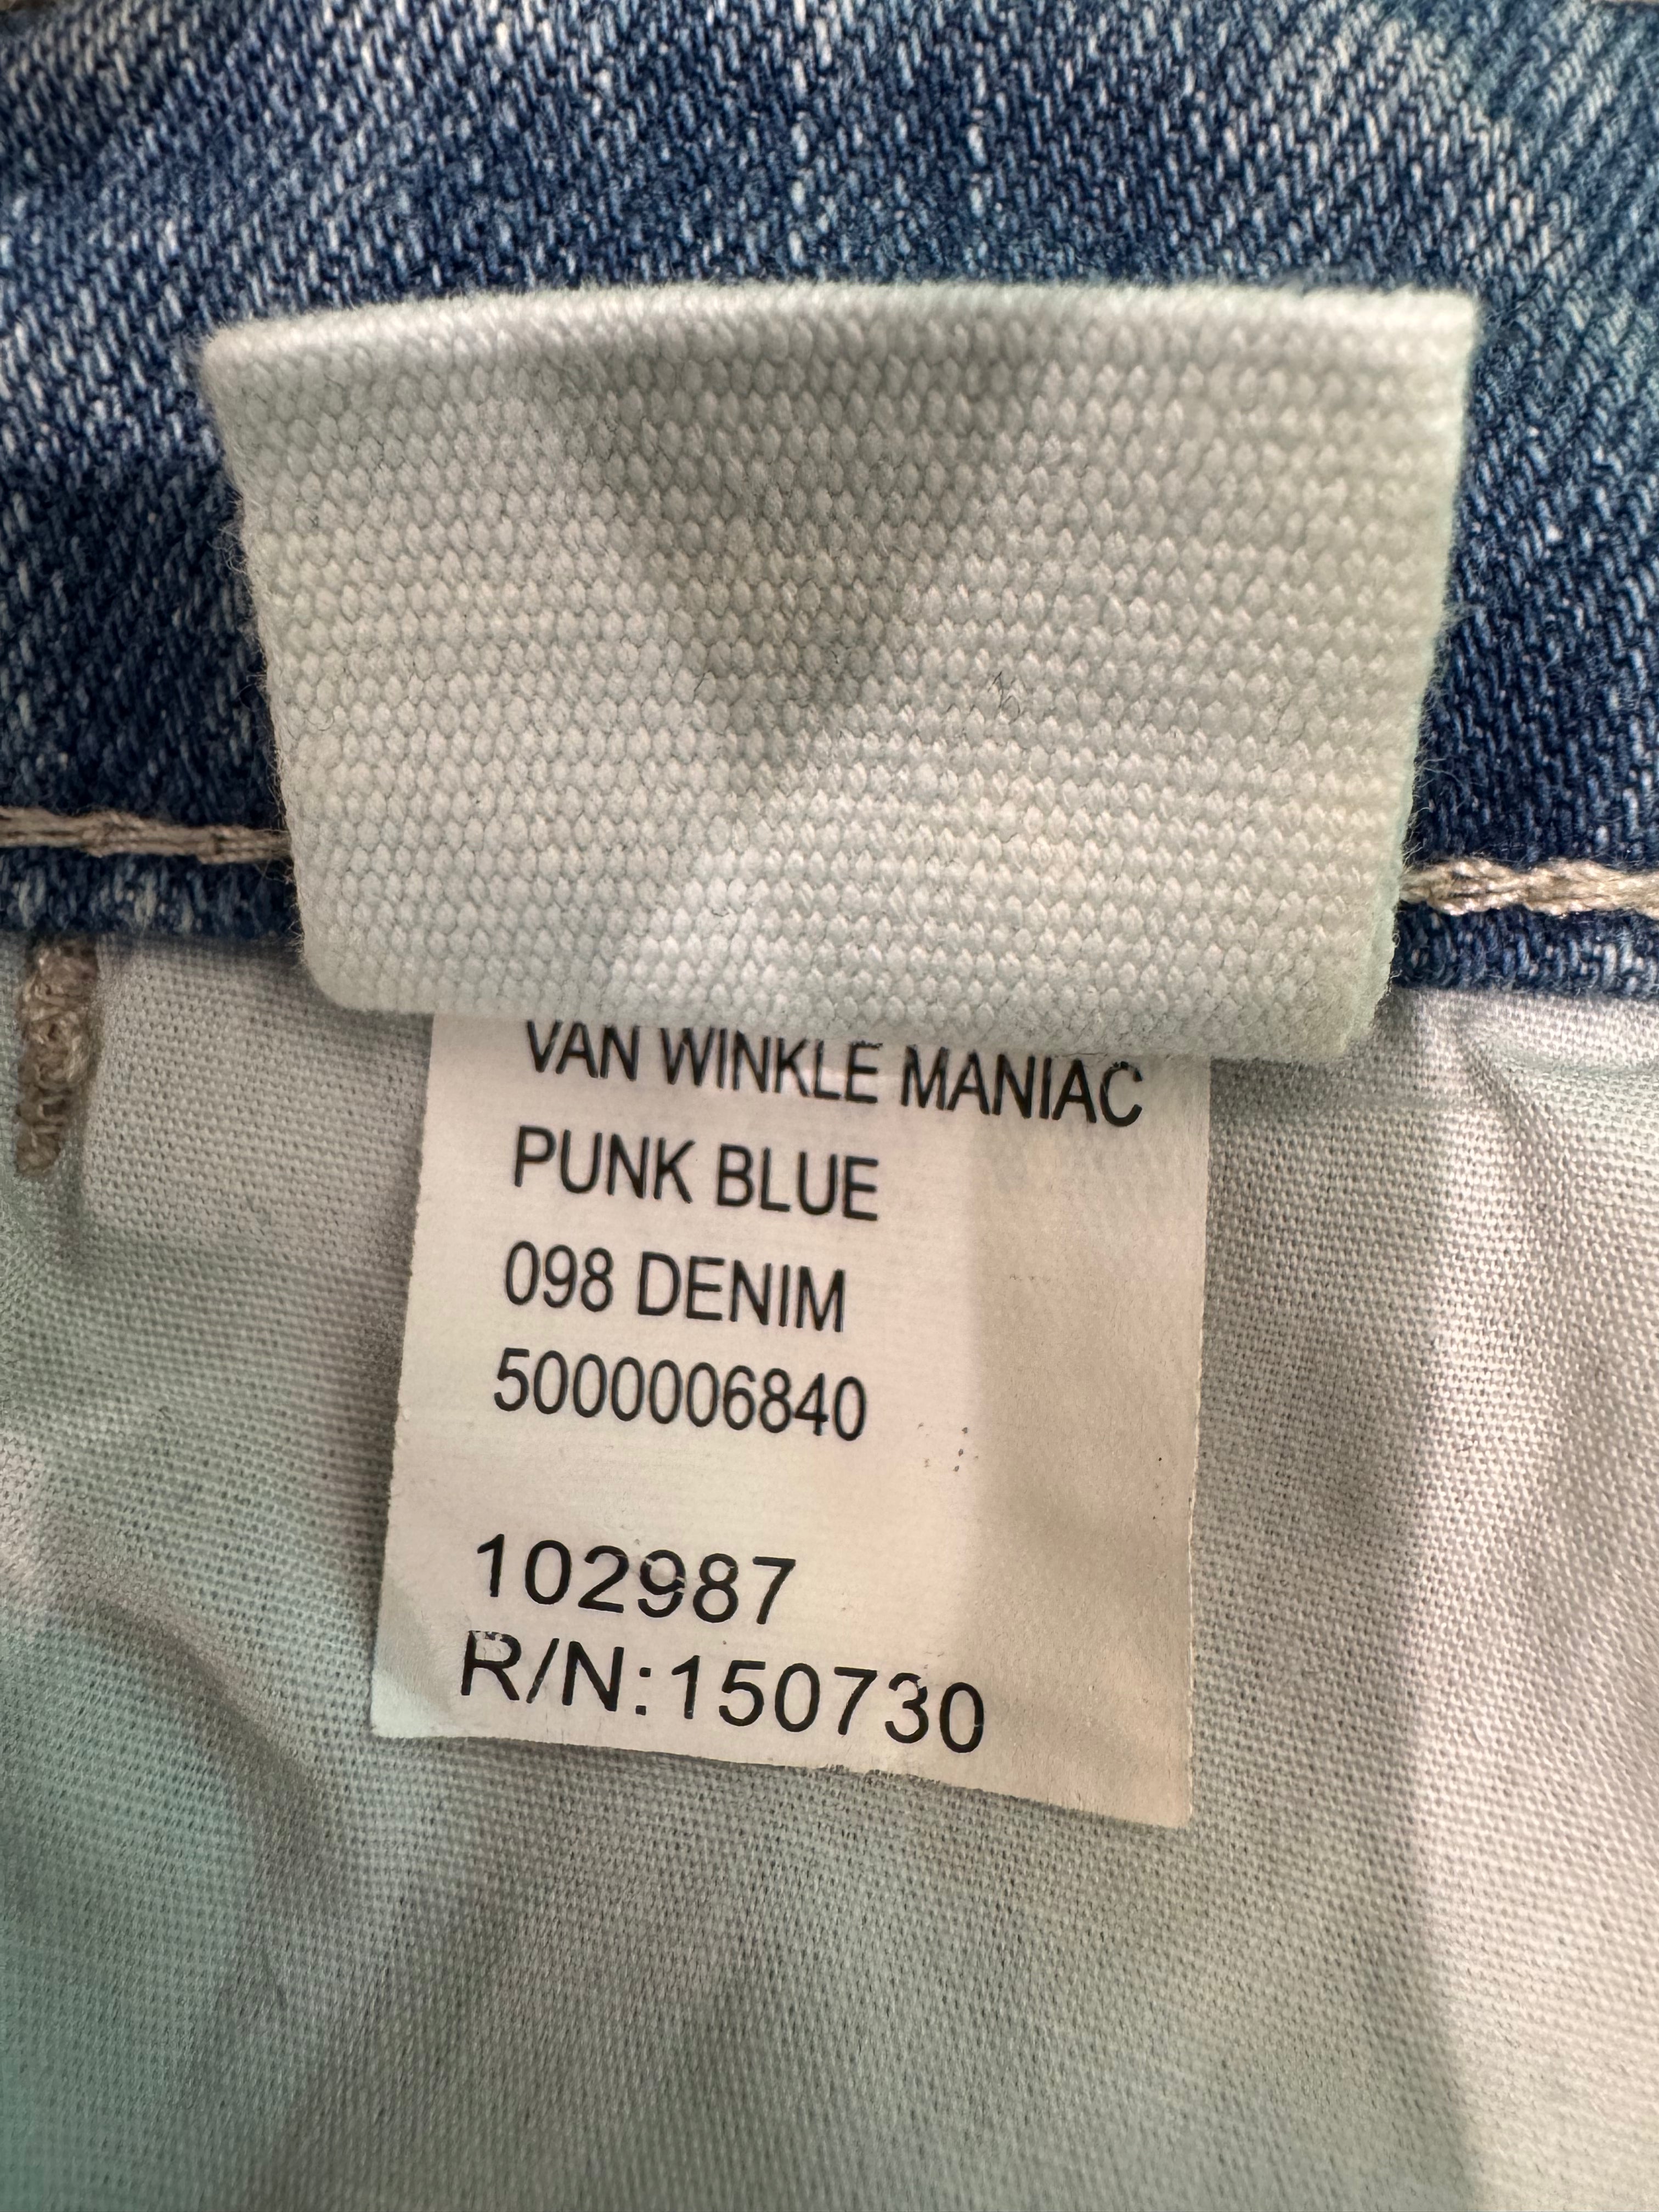 VAN WINKLE MANIAC
PUNK BLUE
098 DENIM
5000006840
102987
R/N:150730